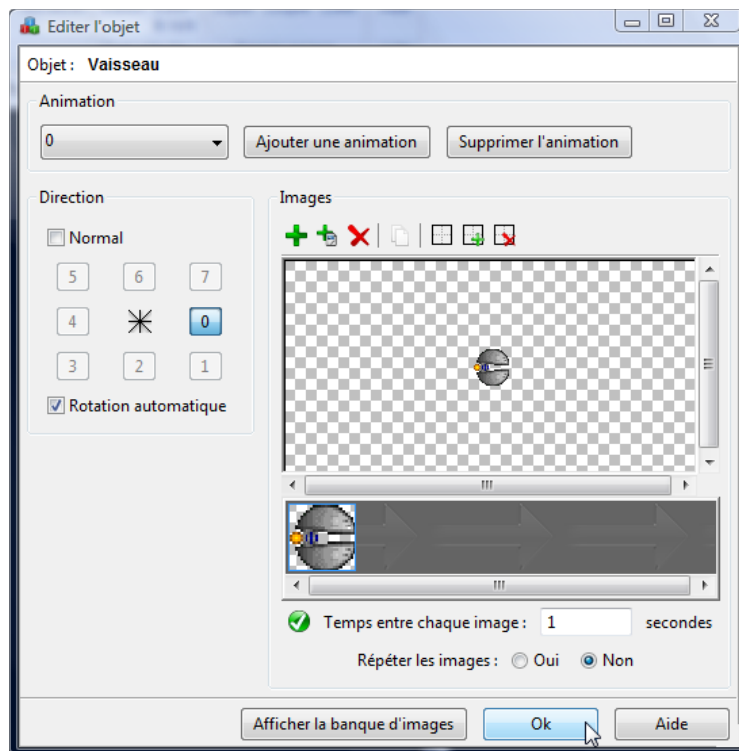 Editer l'objet
Objet : Vaisseau
Animation
0
Ajouter une animation
Supprimer l'animation
Direction
Images
Normal
5 6 7
4 0
3 2 1
Rotation automatique
Temps entre chaque image : 1 secondes
Répéter les images : Oui Non
Afficher la banque d'images
Ok
Aide